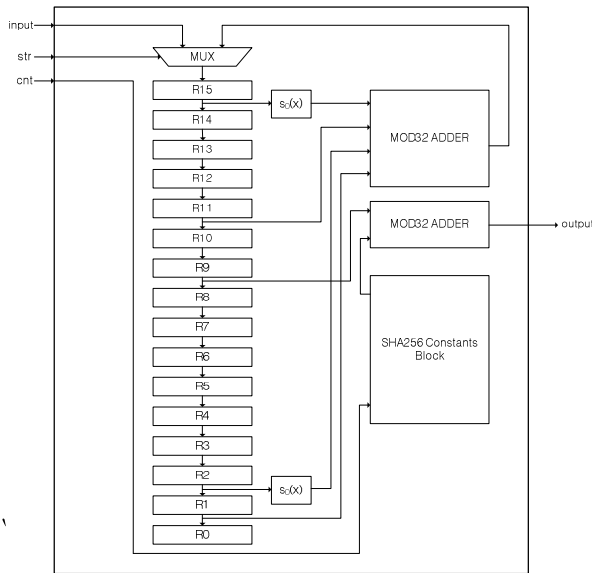 input
str
cnt
MUX
R15
s₀(x)
R14
MOD32 ADDER
R13
R12
R11
R10
MOD32 ADDER
output
R9
R8
R7
SHA256 Constants
Block
R6
R5
R4
R3
R2
s₀(x)
R1
R0